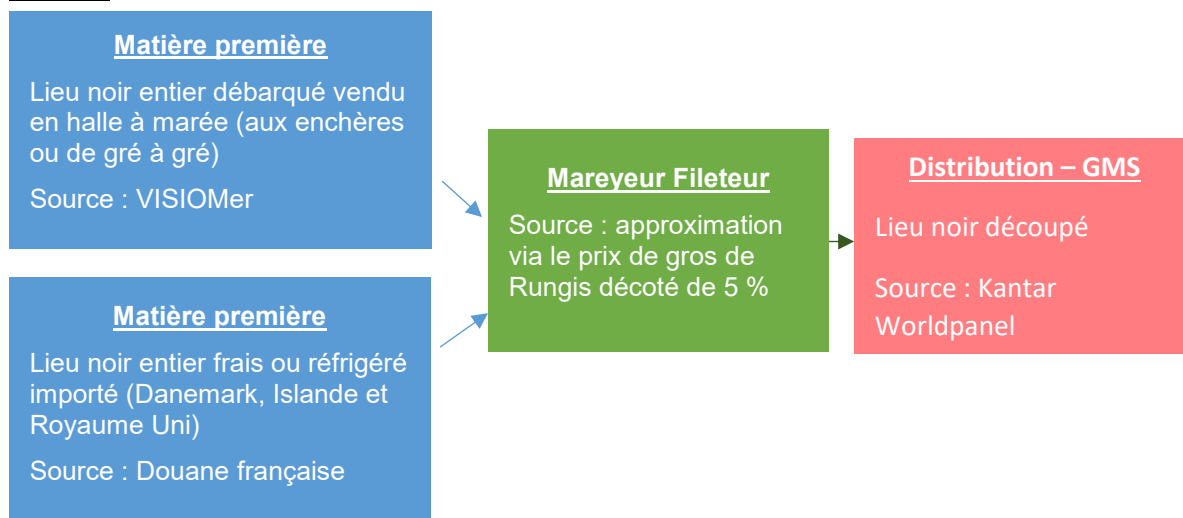 Matière première
Lieu noir entier débarqué vendu
en halle à marée (aux enchères
ou de gré à gré)
Source : VISIOMer
Matière première
Lieu noir entier frais ou réfrigéré
importé (Danemark, Islande et
Royaume Uni)
Source : Douane française
Mareyeur Fileteur
Source : approximation
via le prix de gros de
Rungis décoté de 5 %
Distribution – GMS
Lieu noir découpé
Source : Kantar
Worldpanel